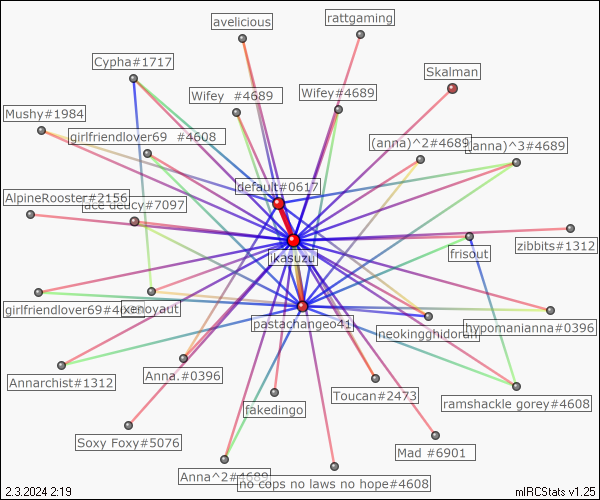 avelicious
rattgaming
Cypha#1717
Skalman
Wifey #4689
Wifey#4689
Mushy#1984
girlfriendlover69 #4608
(anna)^2#4689
(anna)^3#4689
default#0617
AlpineRooster#2156
ace deucy#7097
ikasuzu
frisout
zibbits#1312
girlfriendlover69#4608
xenoyaut
pastachangeo41
neokingghidorah
hypomanianna#0396
Annarchist#1312
Anna.#0396
Toucan#2473
fakedingo
ramshackle gorey#4608
Soxy Foxy#5076
Mad #6901
Anna^2#4689
no cops no laws no hope#4608
2.3.2024 2:19
mIRCStats v1.25